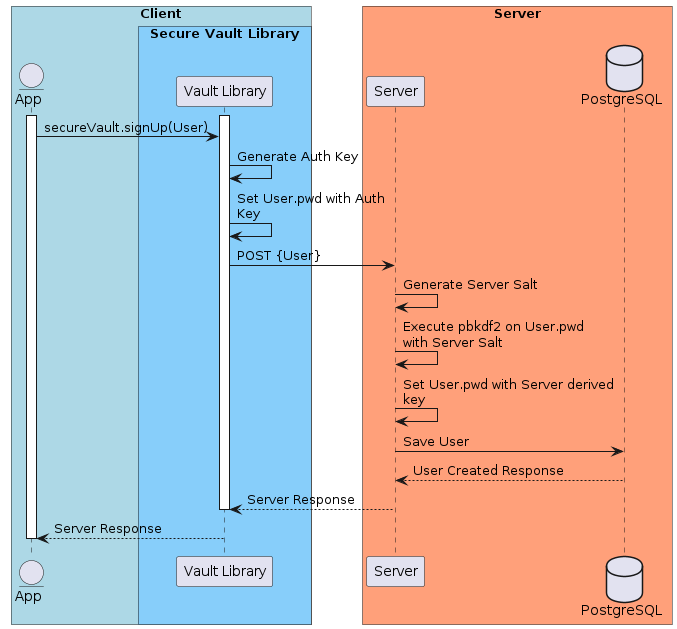 Client
Server
Secure Vault Library
App
Vault Library
Server
PostgreSQL
secureVault.signUp(User)
Generate Auth Key
Set User.pwd with Auth
Key
POST {User}
Generate Server Salt
Execute pbkdf2 on User.pwd
with Server Salt
Set User.pwd with Server derived
key
Save User
User Created Response
Server Response
Server Response
App
Vault Library
Server
PostgreSQL